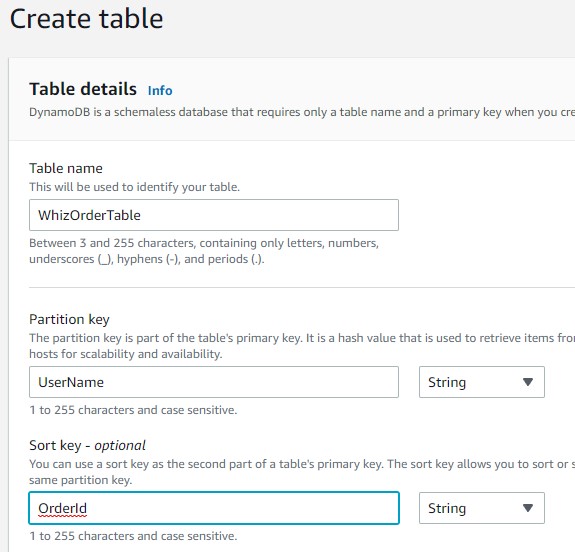 Create table
Table details Info
DynamoDB is a schemaless database that requires only a table name and a primary key when you cre
Table name
This will be used to identify your table.
WhizOrderTable
Between 3 and 255 characters, containing only letters, numbers,
underscores (_), hyphens (-), and periods (.).
Partition key
The partition key is part of the table's primary key. It is a hash value that is used to retrieve items fro
hosts for scalability and availability.
UserName String
1 to 255 characters and case sensitive.
Sort key - optional
You can use a sort key as the second part of a table's primary key. The sort key allows you to sort or s
same partition key.
OrderId String
1 to 255 characters and case sensitive.